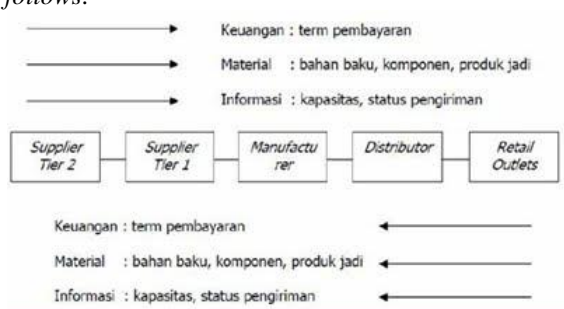 follows:
Keuangan : term pembayaran
Material : bahan baku, komponen, produk jadi
Informasi : kapasitas, status pengiriman
Supplier Tier 2
Supplier Tier 1
Manufactu rer
Distributor
Retail Outlets
Keuangan : term pembayaran
Material : bahan baku, komponen, produk jadi
Informasi : kapasitas, status pengiriman